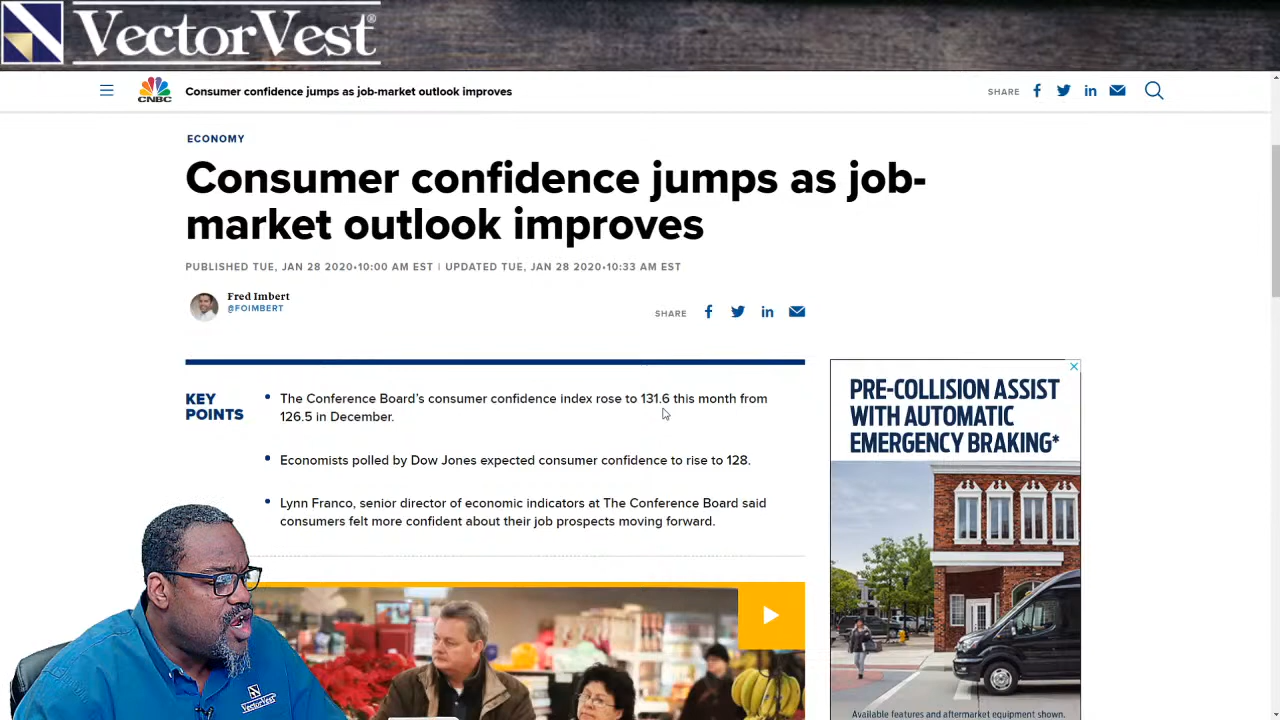 VectorVest®
CNBC
Consumer confidence jumps as job-market outlook improves
SHARE
ECONOMY
Consumer confidence jumps as job-
market outlook improves
PUBLISHED TUE, JAN 28 2020•10:00 AM EST | UPDATED TUE, JAN 28 2020•10:33 AM EST
Fred Imbert
@FOIMBERT
SHARE
KEY
POINTS
The Conference Board's consumer confidence index rose to 131.6 this month from
126.5 in December.
Economists polled by Dow Jones expected consumer confidence to rise to 128.
Lynn Franco, senior director of economic indicators at The Conference Board said
consumers felt more confident about their job prospects moving forward.
PRE-COLLISION ASSIST
WITH AUTOMATIC
EMERGENCY BRAKING*
Available features and aftermarket equipment shown.
VectorVest